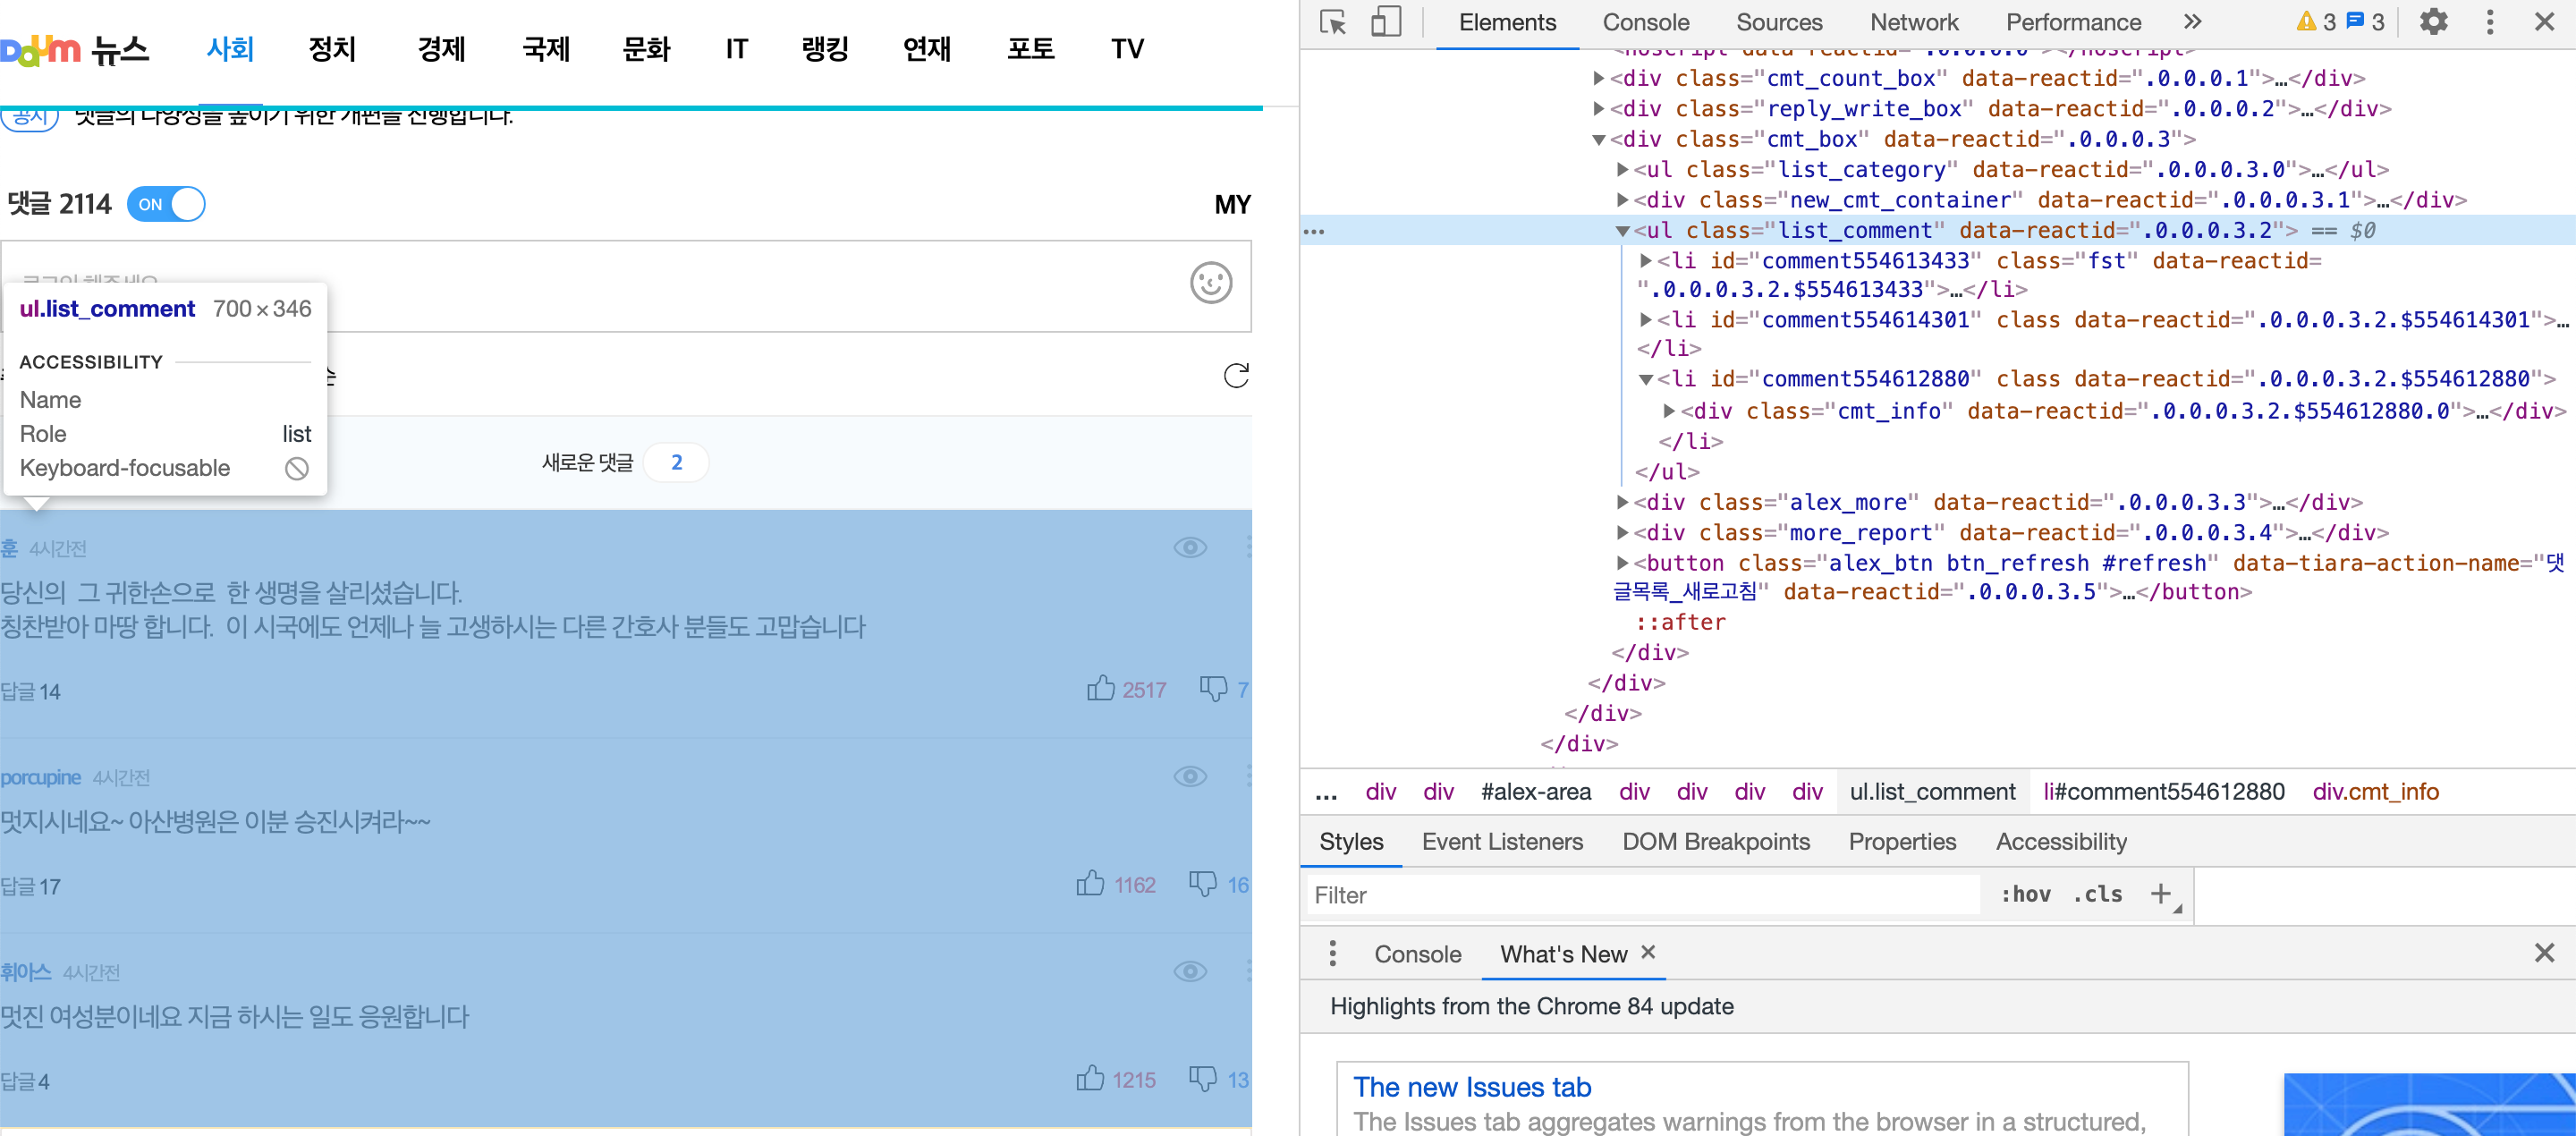 Daum 뉴스 사회 정치 경제 국제 문화 IT 랭킹 연재 포토 TV
공지 댓글의 다양성을 높이기 위한 개편을 진행합니다.
댓글 2114 ON MY
로그인 해주세요
ul.list_comment 700 × 346
ACCESSIBILITY
Name
Role list
Keyboard-focusable
새로운 댓글 2
훈 4시간전
당신의 그 귀한손으로 한 생명을 살리셨습니다.
칭찬받아 마땅 합니다. 이 시국에도 언제나 늘 고생하시는 다른 간호사 분들도 고맙습니다
답글 14 2517 7
porcupine 4시간전
멋지시네요~ 아산병원은 이분 승진시켜라~~
답글 17 1162 16
휘아스 4시간전
멋진 여성분이네요 지금 하시는 일도 응원합니다
답글 4 1215 13
Elements Console Sources Network Performance » 3 3
<noscript data-reactid=".0.0.0.0"></noscript>
▶<div class="cmt_count_box" data-reactid=".0.0.0.1">…</div>
▶<div class="reply_write_box" data-reactid=".0.0.0.2">…</div>
▼<div class="cmt_box" data-reactid=".0.0.0.3">
▶<ul class="list_category" data-reactid=".0.0.0.3.0">…</ul>
▶<div class="new_cmt_container" data-reactid=".0.0.0.3.1">…</div>
… ▼<ul class="list_comment" data-reactid=".0.0.0.3.2"> == $0
▶<li id="comment554613433" class="fst" data-reactid=
".0.0.0.3.2.$554613433">…</li>
▶<li id="comment554614301" class data-reactid=".0.0.0.3.2.$554614301">…
</li>
▼<li id="comment554612880" class data-reactid=".0.0.0.3.2.$554612880">
▶<div class="cmt_info" data-reactid=".0.0.0.3.2.$554612880.0">…</div>
</li>
</ul>
▶<div class="alex_more" data-reactid=".0.0.0.3.3">…</div>
▶<div class="more_report" data-reactid=".0.0.0.3.4">…</div>
▶<button class="alex_btn btn_refresh #refresh" data-tiara-action-name="댓
글목록_새로고침" data-reactid=".0.0.0.3.5">…</button>
::after
</div>
</div>
</div>
</div>
… div div #alex-area div div div div ul.list_comment li#comment554612880 div.cmt_info
Styles Event Listeners DOM Breakpoints Properties Accessibility
Filter :hov .cls +
Console What's New ×
Highlights from the Chrome 84 update
The new Issues tab
The Issues tab aggregates warnings from the browser in a structured,